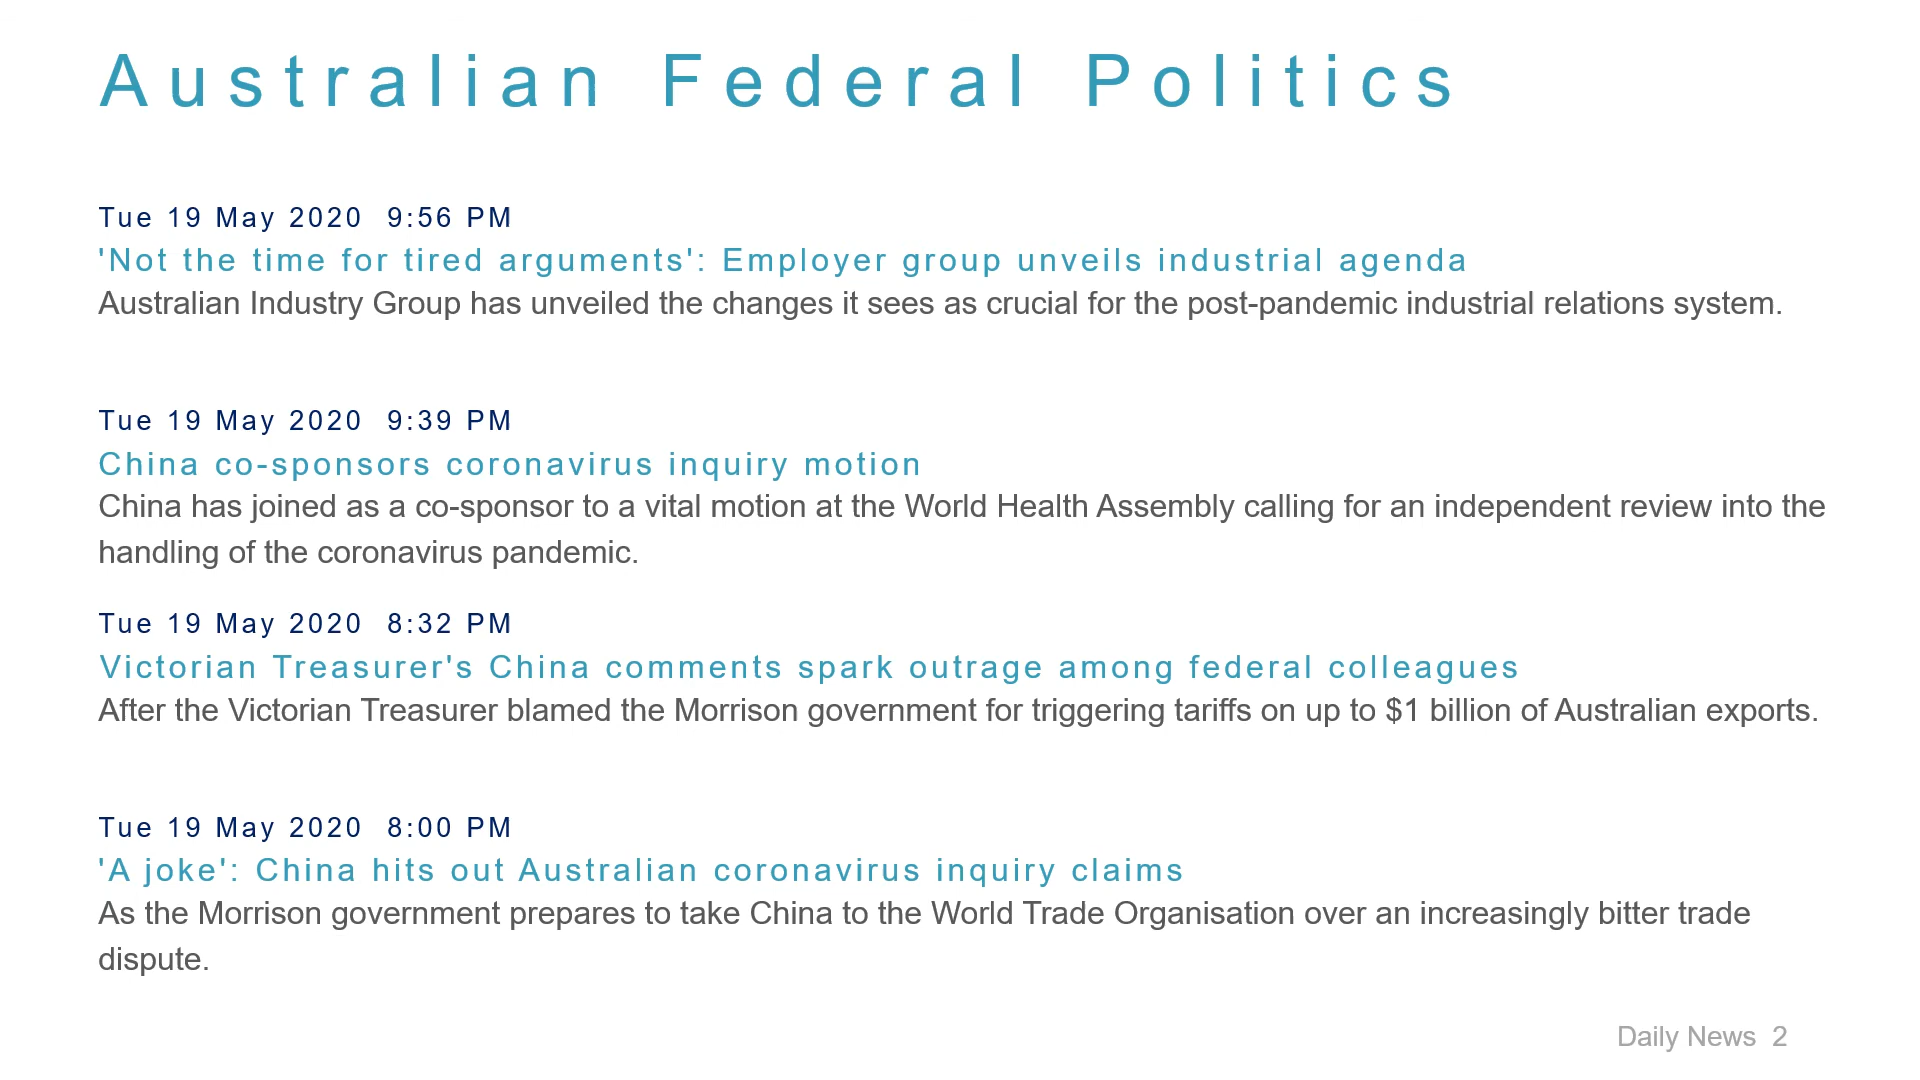 Australian Federal Politics
Tue 19 May 2020  9:56 PM
'Not the time for tired arguments': Employer group unveils industrial agenda
Australian Industry Group has unveiled the changes it sees as crucial for the post-pandemic industrial relations system.
Tue 19 May 2020  9:39 PM
China co-sponsors coronavirus inquiry motion
China has joined as a co-sponsor to a vital motion at the World Health Assembly calling for an independent review into the
handling of the coronavirus pandemic.
Tue 19 May 2020  8:32 PM
Victorian Treasurer's China comments spark outrage among federal colleagues
After the Victorian Treasurer blamed the Morrison government for triggering tariffs on up to $1 billion of Australian exports.
Tue 19 May 2020  8:00 PM
'A joke': China hits out Australian coronavirus inquiry claims
As the Morrison government prepares to take China to the World Trade Organisation over an increasingly bitter trade
dispute.
Daily News  2